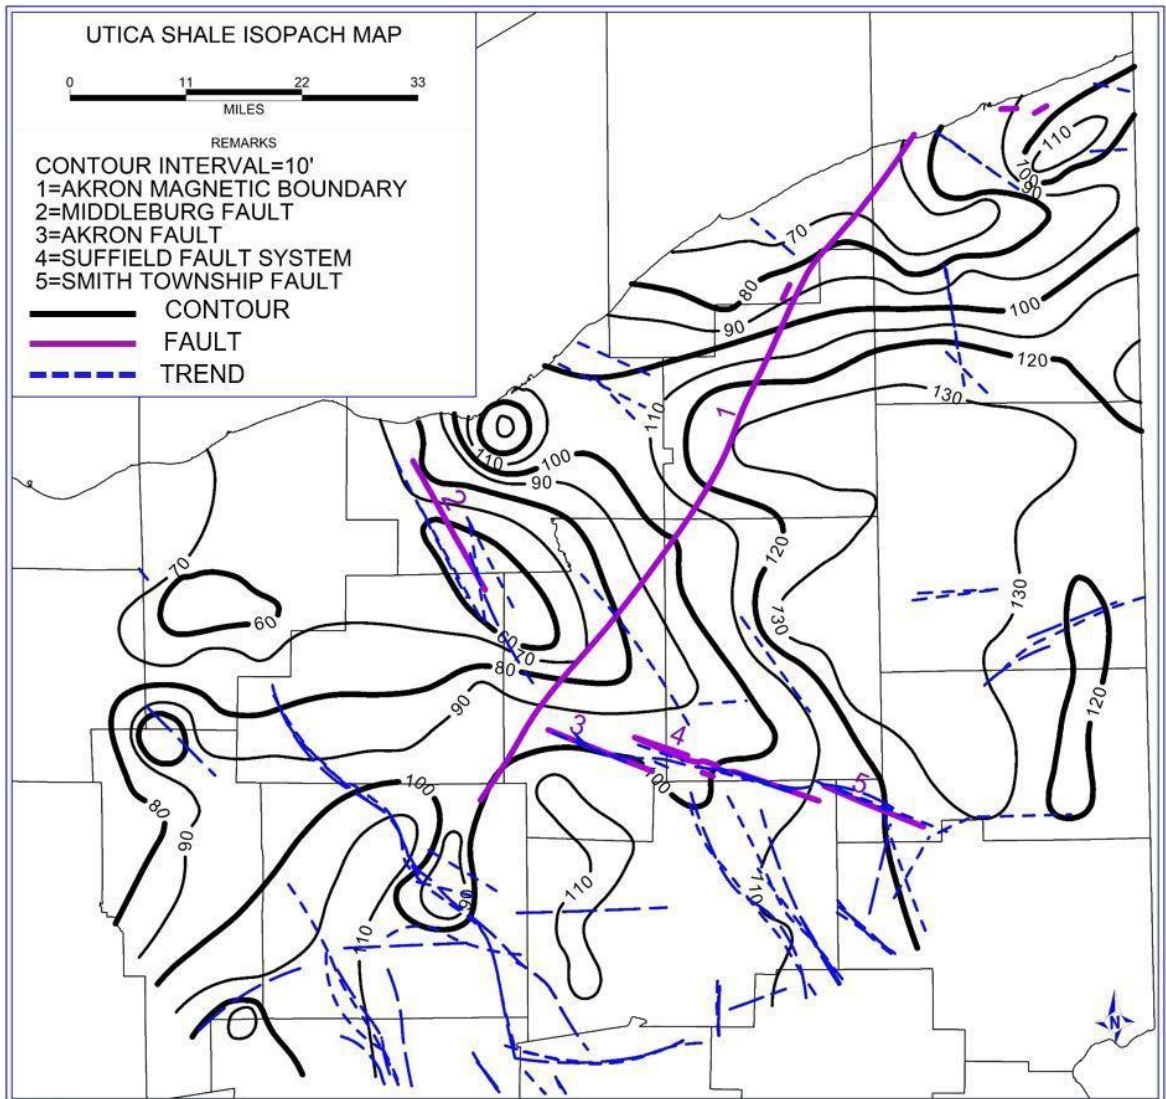 UTICA SHALE ISOPACH MAP
0 11 22 33
MILES
REMARKS
CONTOUR INTERVAL=10'
1=AKRON MAGNETIC BOUNDARY
2=MIDDLEBURG FAULT
3=AKRON FAULT
4=SUFFIELD FAULT SYSTEM
5=SMITH TOWNSHIP FAULT
CONTOUR
FAULT
TREND
110
100
90
70
80
100
90
120
130
110
1
110
100
90
2
120
70
130
130
60
60
70
80
120
90
3
4
100
5
100
80
90
110
110
90
110
N